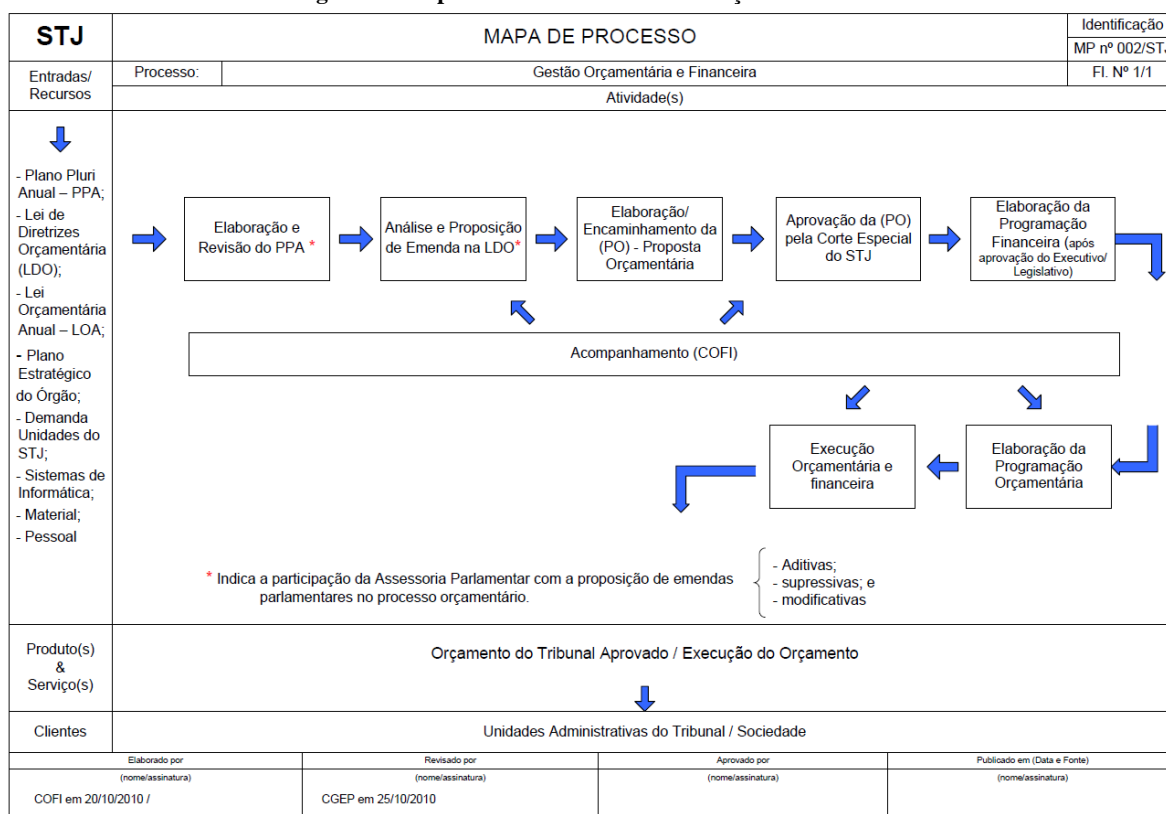 STJ
MAPA DE PROCESSO
Identificação
MP nº 002/STJ
Entradas/
Recursos
Processo:
Gestão Orçamentária e Financeira
Fl. Nº 1/1
Atividade(s)
- Plano Pluri
Anual – PPA;
- Lei de
Diretrizes
Orçamentária
(LDO);
- Lei
Orçamentária
Anual – LOA;
- Plano
Estratégico
do Órgão;
- Demanda
Unidades do
STJ;
- Sistemas de
Informática;
- Material;
- Pessoal
Elaboração e
Revisão do PPA *
Análise e Proposição
de Emenda na LDO*
Elaboração/
Encaminhamento da
(PO) - Proposta
Orçamentária
Aprovação da (PO)
pela Corte Especial
do STJ
Elaboração da
Programação
Financeira (após
aprovação do Executivo/
Legislativo)
Acompanhamento (COFI)
Execução
Orçamentária e
financeira
Elaboração da
Programação
Orçamentária
* Indica a participação da Assessoria Parlamentar com a proposição de emendas
parlamentares no processo orçamentário.
- Aditivas;
- supressivas; e
- modificativas
Produto(s)
&
Serviço(s)
Orçamento do Tribunal Aprovado / Execução do Orçamento
Clientes
Unidades Administrativas do Tribunal / Sociedade
Elaborado por
Revisado por
Aprovado por
Publicado em (Data e Fonte)
(nome/assinatura)
(nome/assinatura)
(nome/assinatura)
(nome/assinatura)
COFI em 20/10/2010 /
CGEP em 25/10/2010